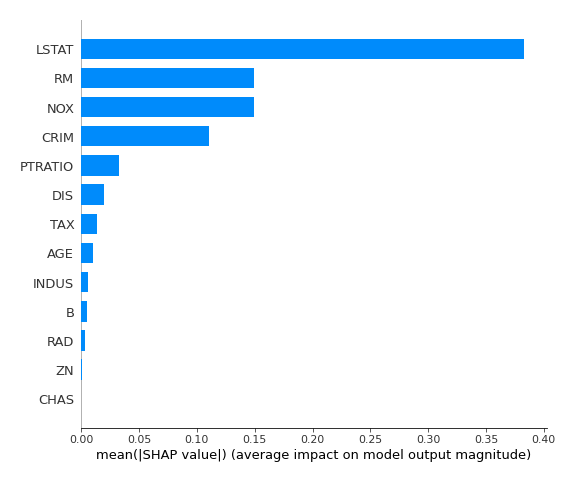 LSTAT
RM
NOX
CRIM
PTRATIO
DIS
TAX
AGE
INDUS
B
RAD
ZN
CHAS
0.00 0.05 0.10 0.15 0.20 0.25 0.30 0.35 0.40
mean(|SHAP value|) (average impact on model output magnitude)